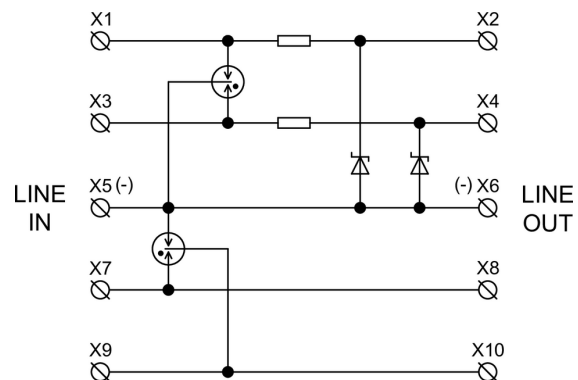 X1
X2
X3
X4
X5 (-)
(-) X6
LINE
IN
LINE
OUT
X7
X8
X9
X10